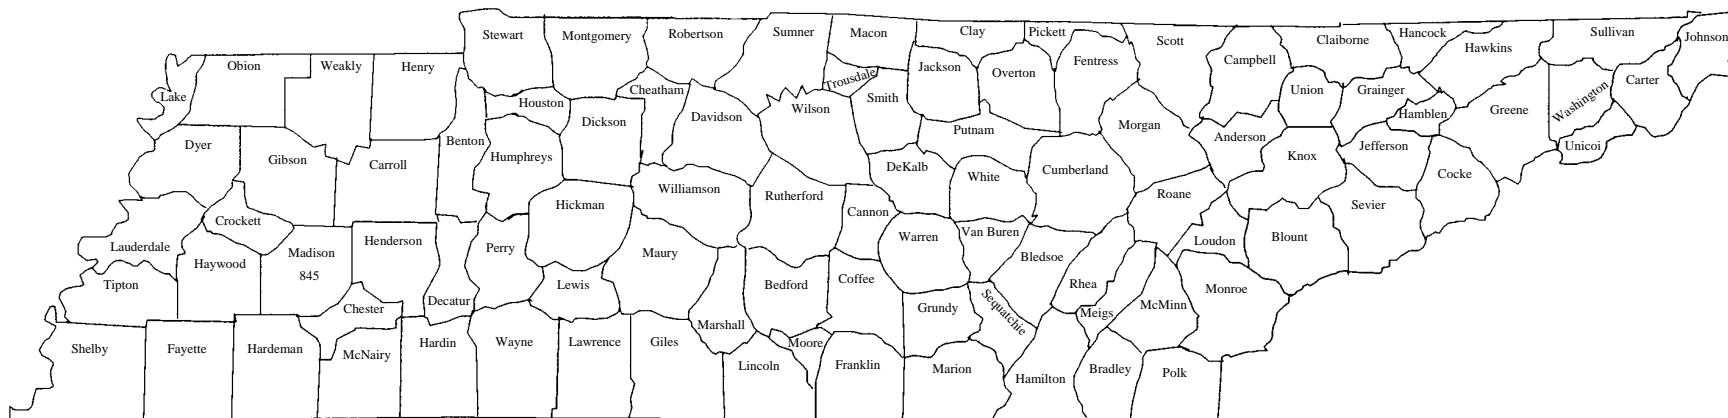 Stewart
Montgomery
Robertson
Sumner
Macon
Clay
Pickett
Scott
Claiborne
Hancock
Hawkins
Sullivan
Johnson
Obion
Weakly
Henry
Lake
Houston
Cheatham
Trousdale
Jackson
Overton
Fentress
Campbell
Union
Grainger
Hamblen
Greene
Washington
Carter
Dickson
Davidson
Wilson
Smith
Putnam
Morgan
Anderson
Dyer
Gibson
Carroll
Benton
Humphreys
Williamson
Rutherford
DeKalb
White
Cumberland
Roane
Knox
Jefferson
Cocke
Unicoi
Crockett
Lauderdale
Haywood
Madison
845
Henderson
Perry
Hickman
Maury
Cannon
Warren
Van Buren
Bledsoe
Loudon
Blount
Sevier
Tipton
Chester
Decatur
Lewis
Bedford
Coffee
Grundy
Sequatchie
Rhea
Meigs
McMinn
Monroe
Shelby
Fayette
Hardeman
McNairy
Hardin
Wayne
Lawrence
Giles
Marshall
Moore
Lincoln
Franklin
Marion
Hamilton
Bradley
Polk